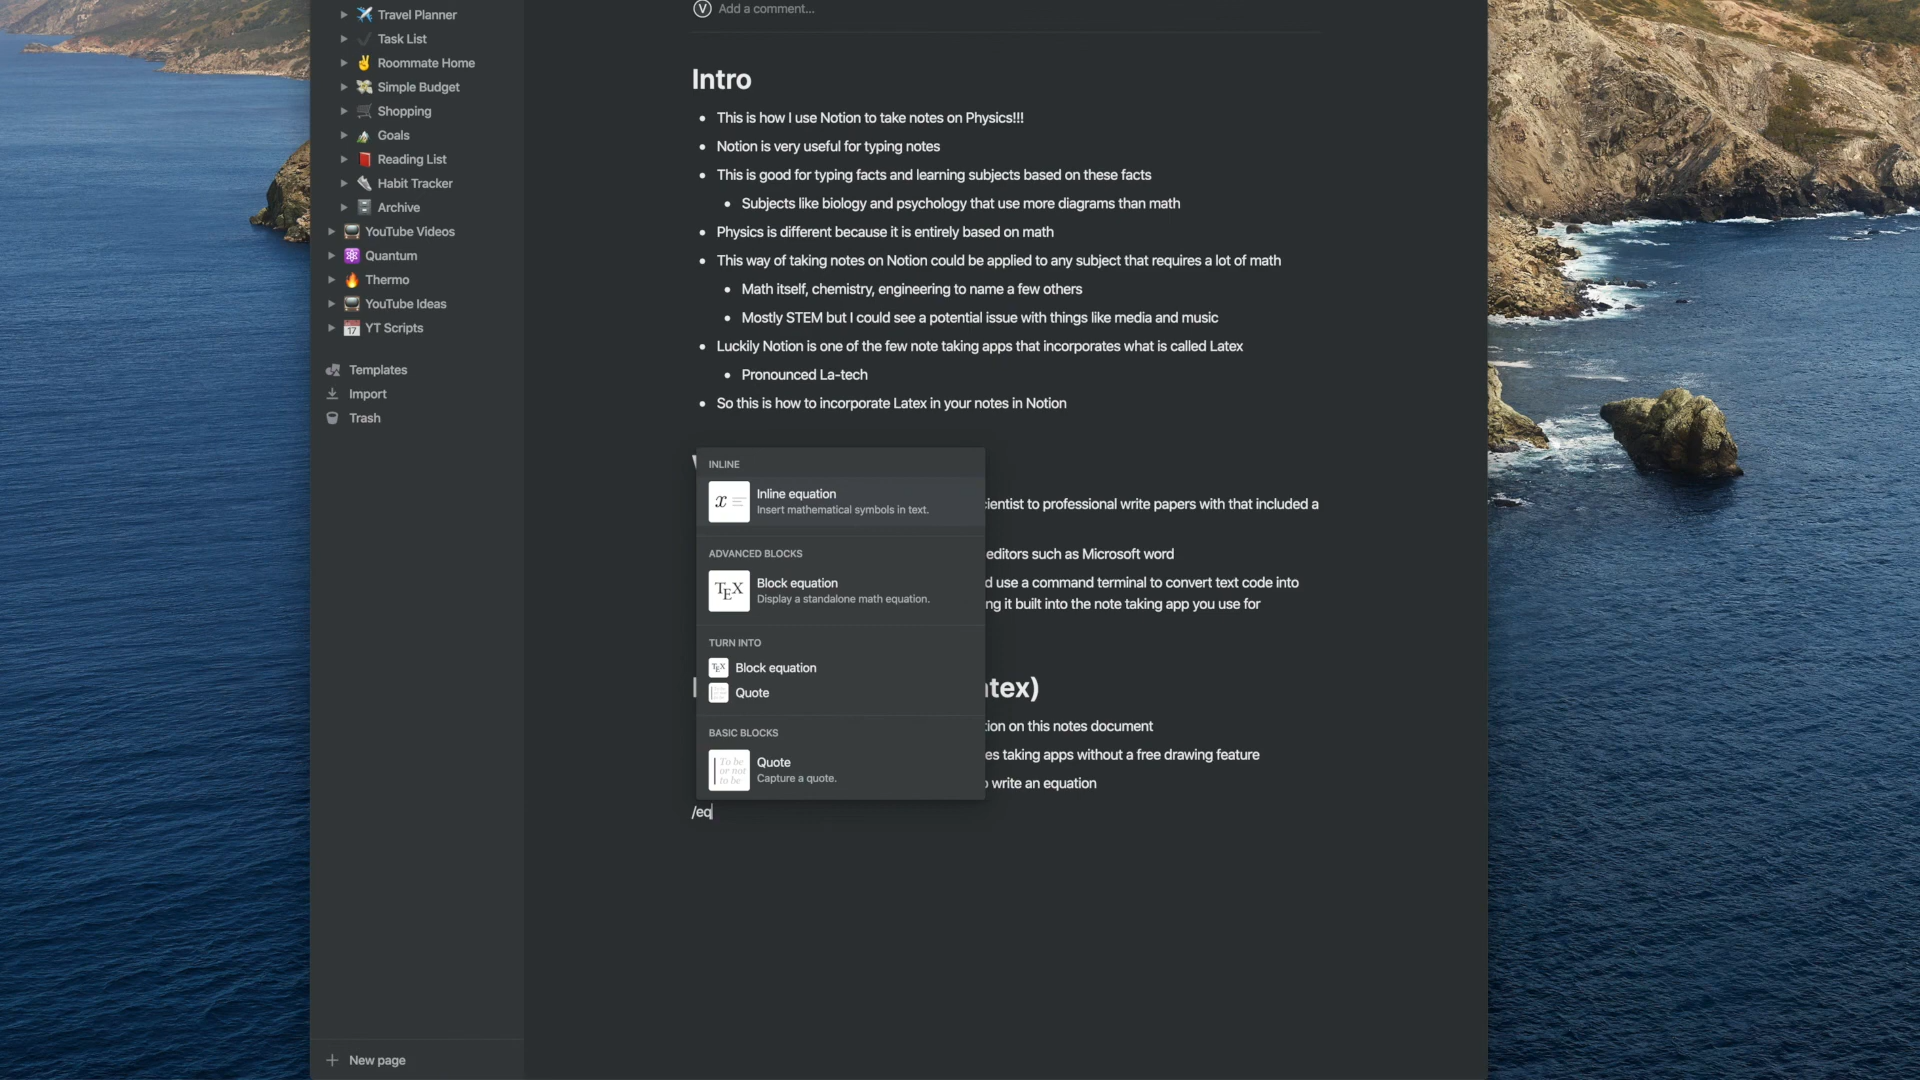 Travel Planner
Task List
Roommate Home
Simple Budget
Shopping
Goals
Reading List
Habit Tracker
Archive
YouTube Videos
Quantum
Thermo
YouTube Ideas
17 YT Scripts
Templates
Import
Trash
New page
V Add a comment...
Intro
• This is how I use Notion to take notes on Physics!!!
• Notion is very useful for typing notes
• This is good for typing facts and learning subjects based on these facts
• Subjects like biology and psychology that use more diagrams than math
• Physics is different because it is entirely based on math
• This way of taking notes on Notion could be applied to any subject that requires a lot of math
• Math itself, chemistry, engineering to name a few others
• Mostly STEM but I could see a potential issue with things like media and music
• Luckily Notion is one of the few note taking apps that incorporates what is called Latex
• Pronounced La-tech
• So this is how to incorporate Latex in your notes in Notion
INLINE
x Inline equation
Insert mathematical symbols in text.
ADVANCED BLOCKS
TEX Block equation
Display a standalone math equation.
TURN INTO
TEX Block equation
Quote
BASIC BLOCKS
To be
or not
to be
Quote
Capture a quote.
to professional write papers with that included a
editors such as Microsoft word
use a command terminal to convert text code into
it built into the note taking app you use for
tex)
on this notes document
taking apps without a free drawing feature
write an equation
/eq